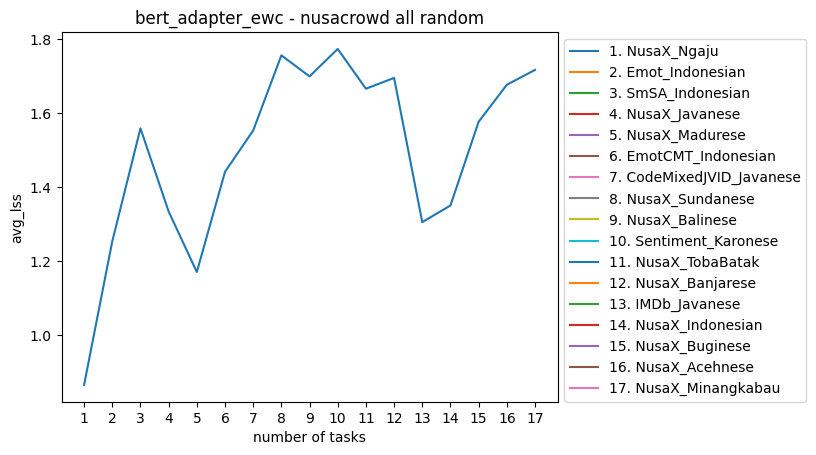 bert_adapter_ewc - nusacrowd all random
avg_lss
1.8
1.6
1.4
1.2
1.0
1 2 3 4 5 6 7 8 9 10 11 12 13 14 15 16 17
number of tasks
1. NusaX_Ngaju
2. Emot_Indonesian
3. SmSA_Indonesian
4. NusaX_Javanese
5. NusaX_Madurese
6. EmotCMT_Indonesian
7. CodeMixedJVID_Javanese
8. NusaX_Sundanese
9. NusaX_Balinese
10. Sentiment_Karonese
11. NusaX_TobaBatak
12. NusaX_Banjarese
13. IMDb_Javanese
14. NusaX_Indonesian
15. NusaX_Buginese
16. NusaX_Acehnese
17. NusaX_Minangkabau